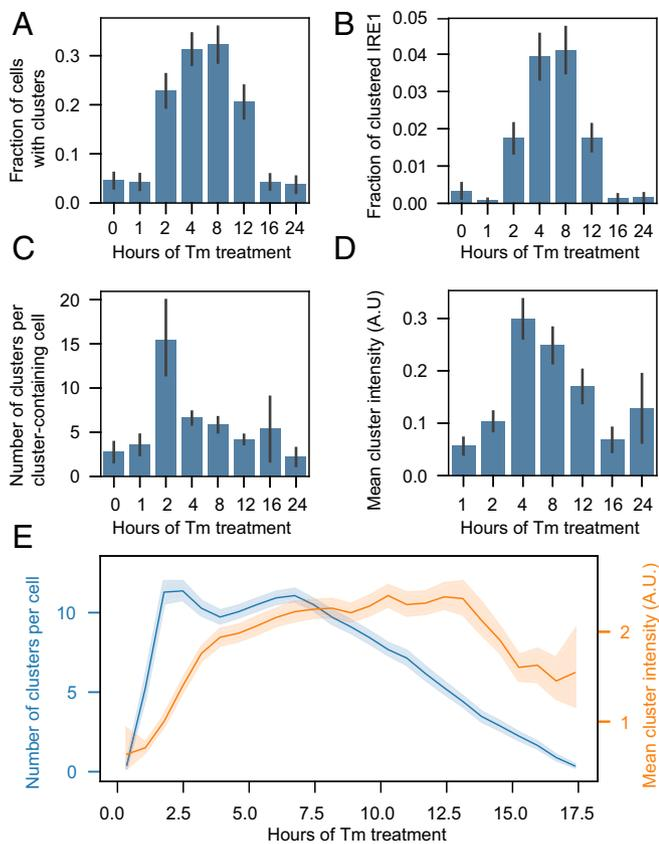 A
Fraction of cells
with clusters
0.3
0.2
0.1
0.0
0 1 2 4 8 12 16 24
Hours of Tm treatment
B
Fraction of clustered IRE1
0.05
0.04
0.03
0.02
0.01
0.00
0 1 2 4 8 12 16 24
Hours of Tm treatment
C
Number of clusters per
cluster-containing cell
20
15
10
5
0
0 1 2 4 8 12 16 24
Hours of Tm treatment
D
Mean cluster intensity (A.U)
0.3
0.2
0.1
0.0
1 2 4 8 12 16 24
Hours of Tm treatment
E
Number of clusters per cell
10
5
0
Mean cluster intensity (A.U.)
2
1
0.0 2.5 5.0 7.5 10.0 12.5 15.0 17.5
Hours of Tm treatment